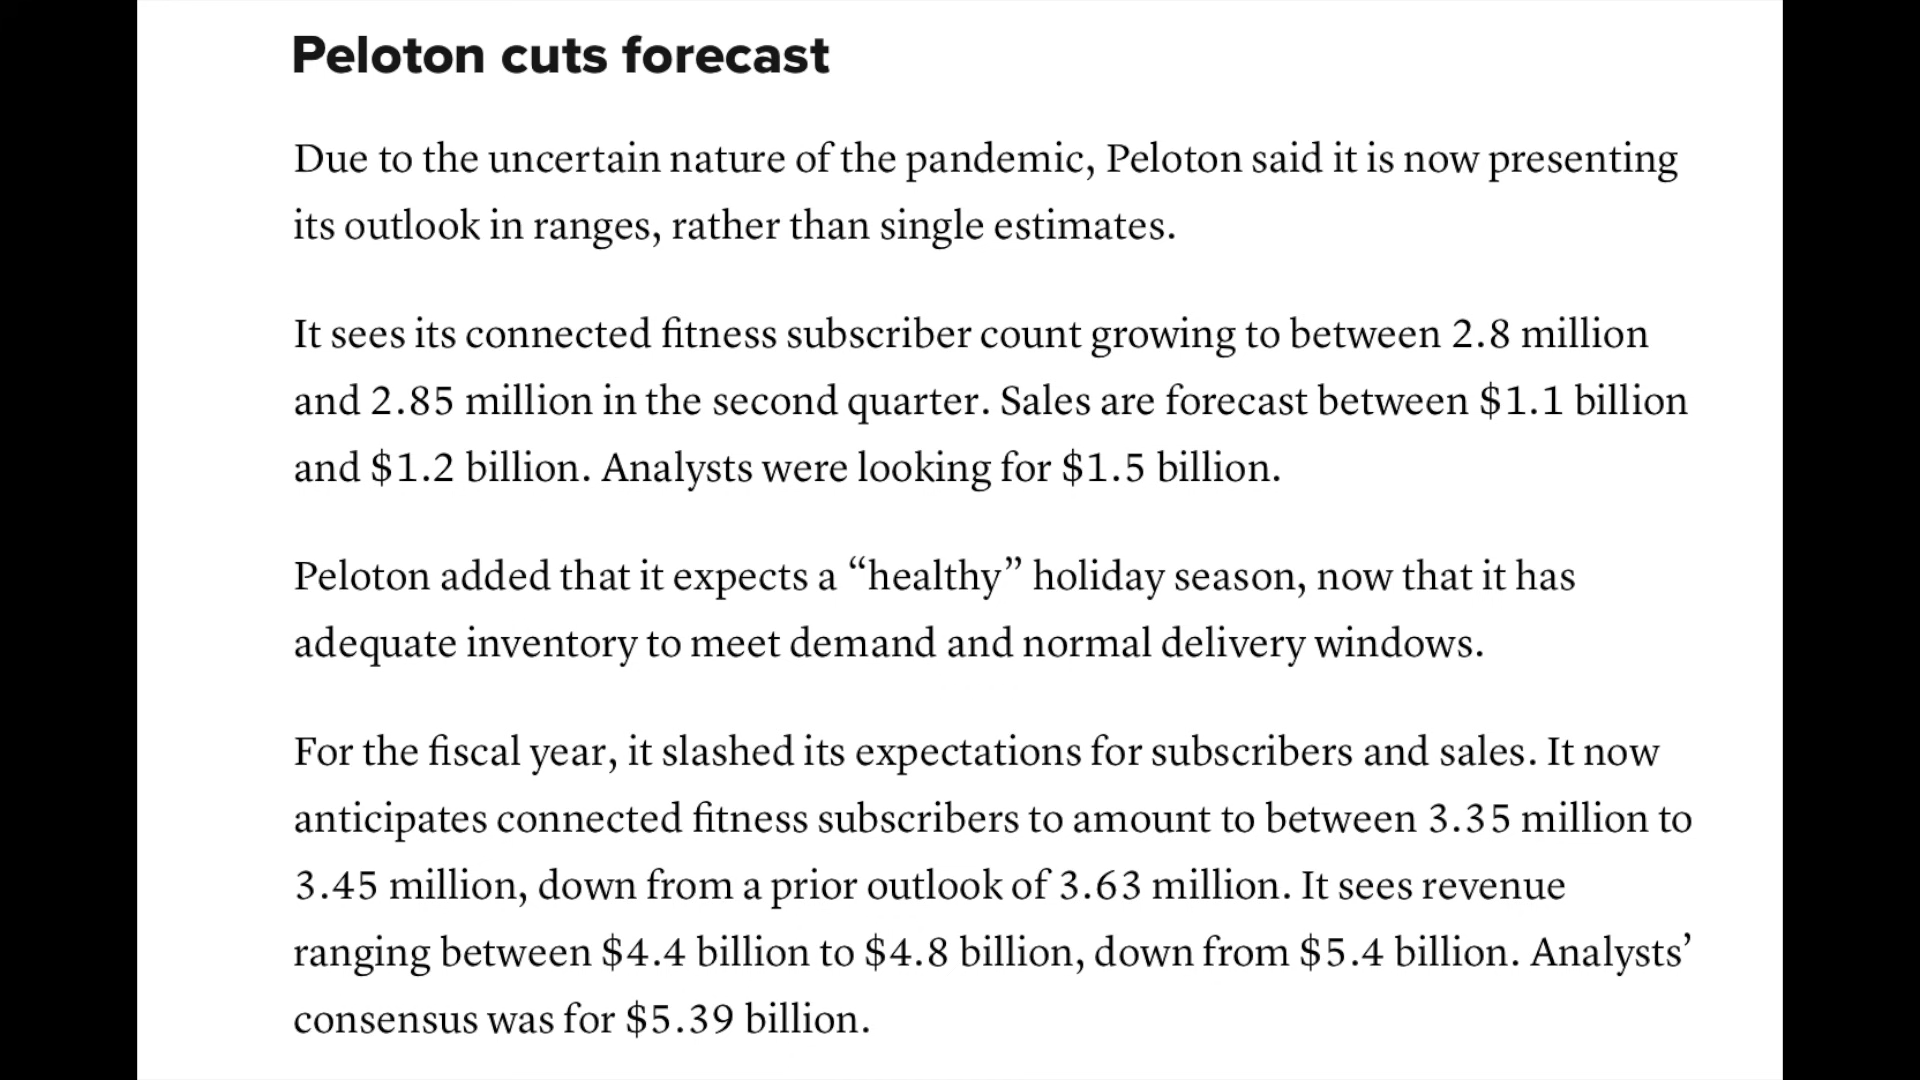 Peloton cuts forecast
Due to the uncertain nature of the pandemic, Peloton said it is now presenting
its outlook in ranges, rather than single estimates.
It sees its connected fitness subscriber count growing to between 2.8 million
and 2.85 million in the second quarter. Sales are forecast between $1.1 billion
and $1.2 billion. Analysts were looking for $1.5 billion.
Peloton added that it expects a “healthy” holiday season, now that it has
adequate inventory to meet demand and normal delivery windows.
For the fiscal year, it slashed its expectations for subscribers and sales. It now
anticipates connected fitness subscribers to amount to between 3.35 million to
3.45 million, down from a prior outlook of 3.63 million. It sees revenue
ranging between $4.4 billion to $4.8 billion, down from $5.4 billion. Analysts’
consensus was for $5.39 billion.